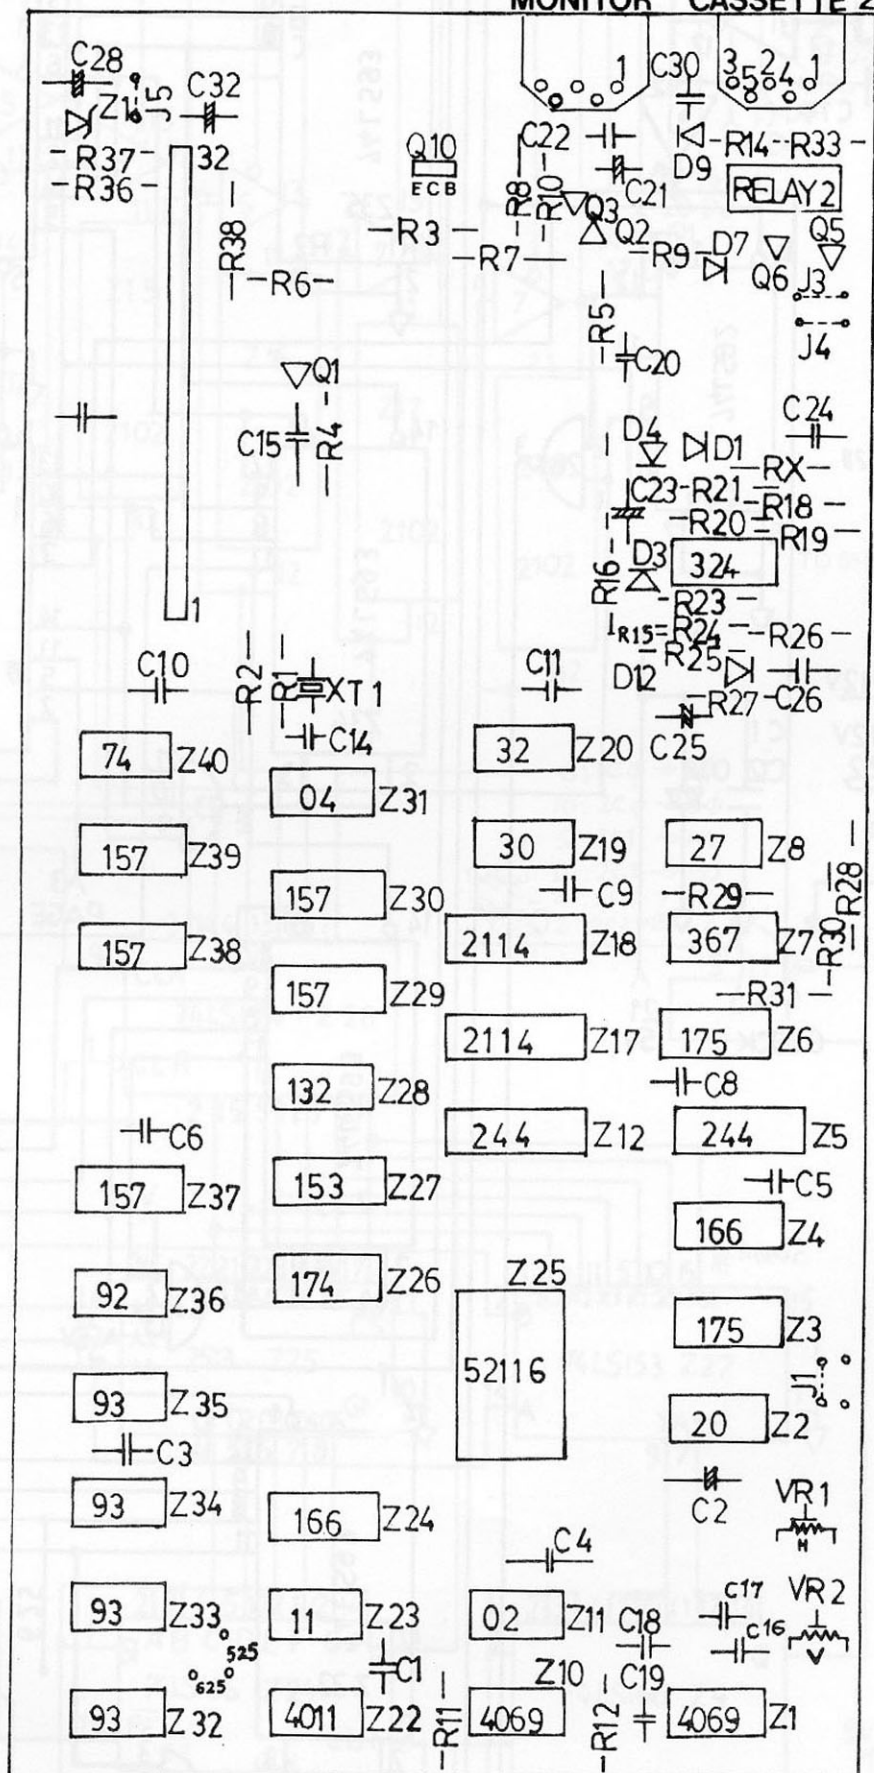 MONITOR CASSETTE 2
C28
Z1
J5
C32
1
C30
3 5 2 4 1
R37
R36
32
Q10
E C B
C22
C21
D9
R14 R33
RELAY 2
R8
R10
Q3
Q2
R38
R3
R7
R9
D7
Q6
Q5
J3
J4
R6
R5
C20
Q1
C15
R4
C24
D4
D1
RX
C23
R21
R18
R20
R19
R16
D3
324
R23
1
R15
R24
R26
R25
D12
R27
C26
C25
C10
R2
R1
XT1
C11
C14
74 Z40
32 Z20
04 Z31
157 Z39
30 Z19
27 Z8
157 Z30
C9
R29
R28
157 Z38
2114 Z18
367 Z7
R30
157 Z29
R31
2114 Z17
175 Z6
132 Z28
C8
C6
244 Z12
244 Z5
157 Z37
153 Z27
C5
166 Z4
92 Z36
174 Z26
Z25
52116
175 Z3
J1
93 Z35
20 Z2
C3
C2
93 Z34
166 Z24
VR1
H
C4
93 Z33
11 Z23
02 Z11
C18
C17
C16
VR2
V
525
625
C1
Z10
C19
93 Z32
4011 Z22
R11
4069
R12
4069 Z1